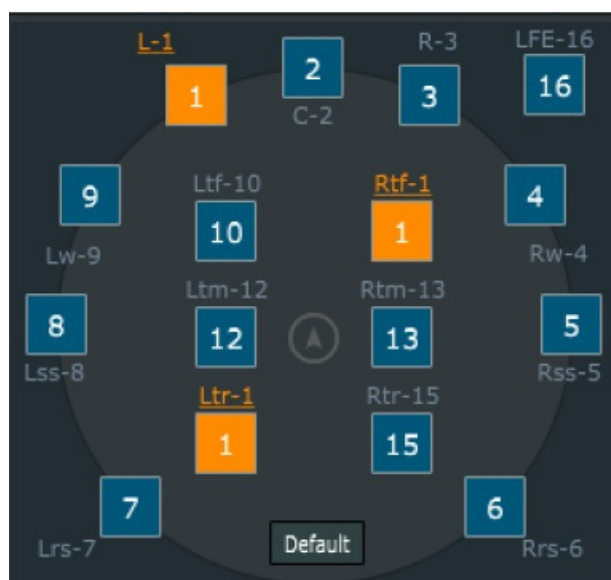 L-1
R-3
LFE-16
1
2
3
16
C-2
Ltf-10
Rtf-1
9
10
1
4
Lw-9
Rw-4
Ltm-12
Rtm-13
8
12
13
5
Lss-8
Rss-5
Ltr-1
Rtr-15
1
15
7
6
Default
Lrs-7
Rrs-6